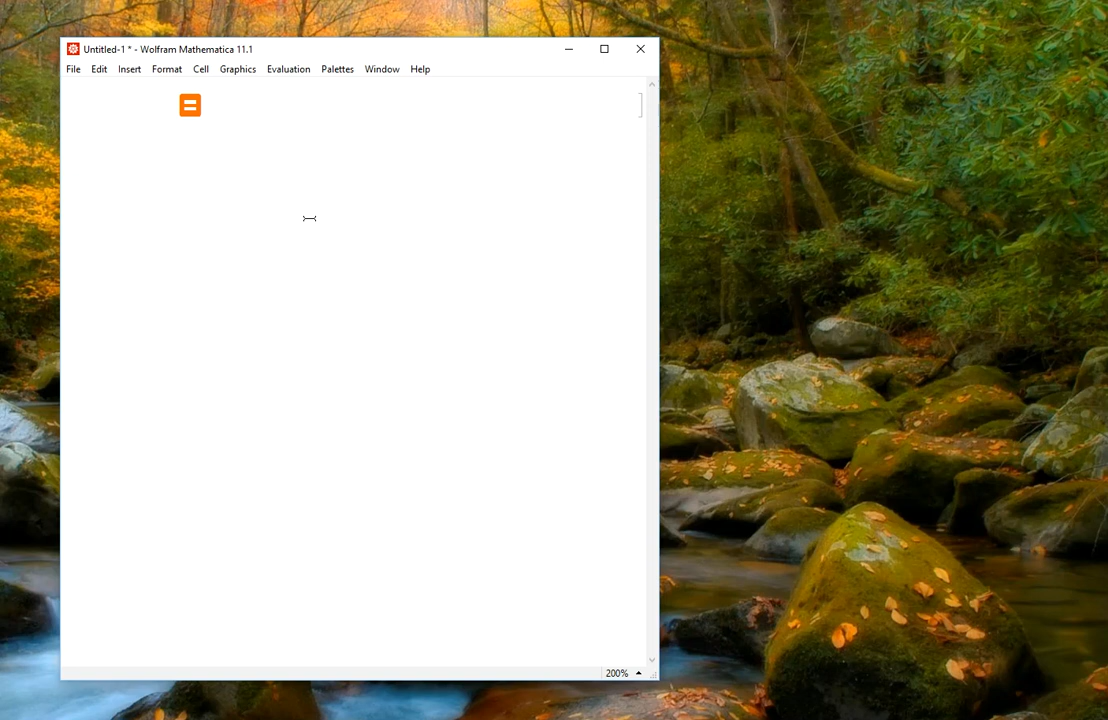 Untitled-1 * - Wolfram Mathematica 11.1
File Edit Insert Format Cell Graphics Evaluation Palettes Window Help
200%